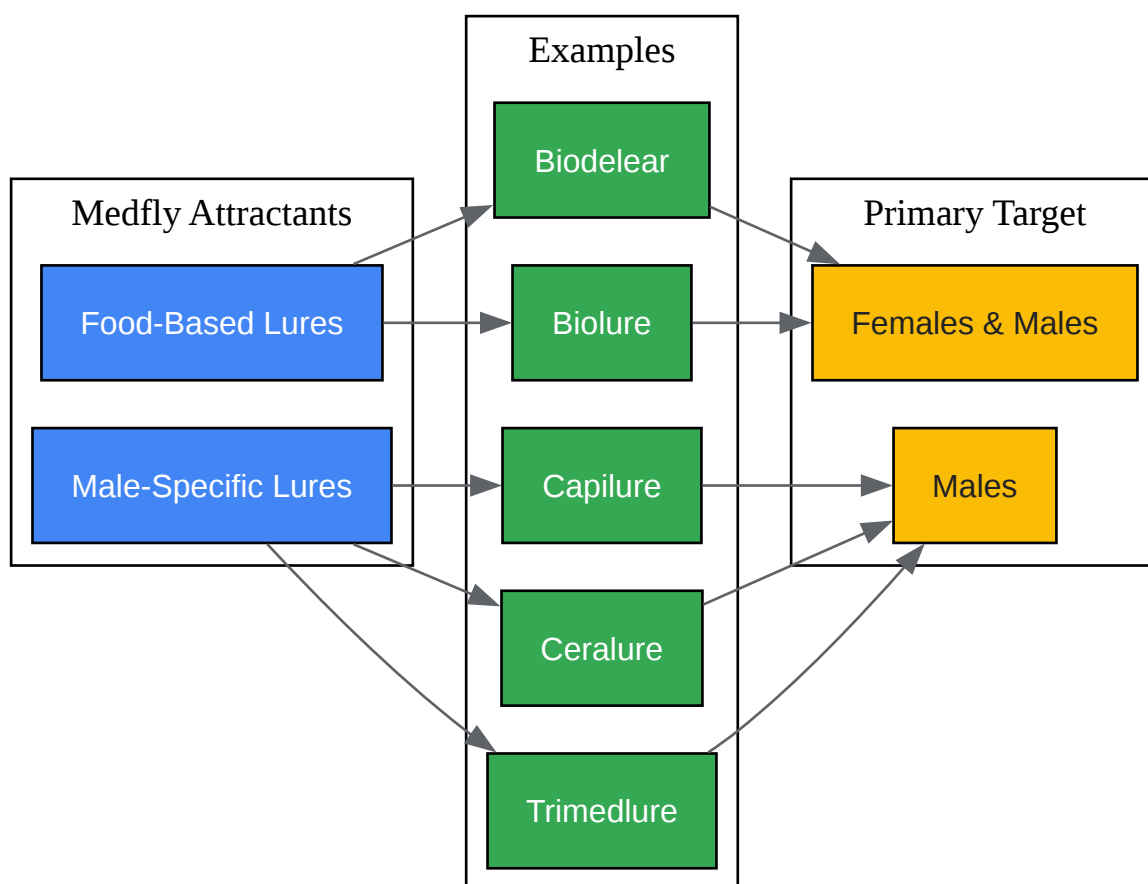 Examples
Biodelear
Medfly Attractants
Primary Target
Food-Based Lures
Biolure
Females & Males
Male-Specific Lures
Capilure
Males
Ceralure
Trimedlure